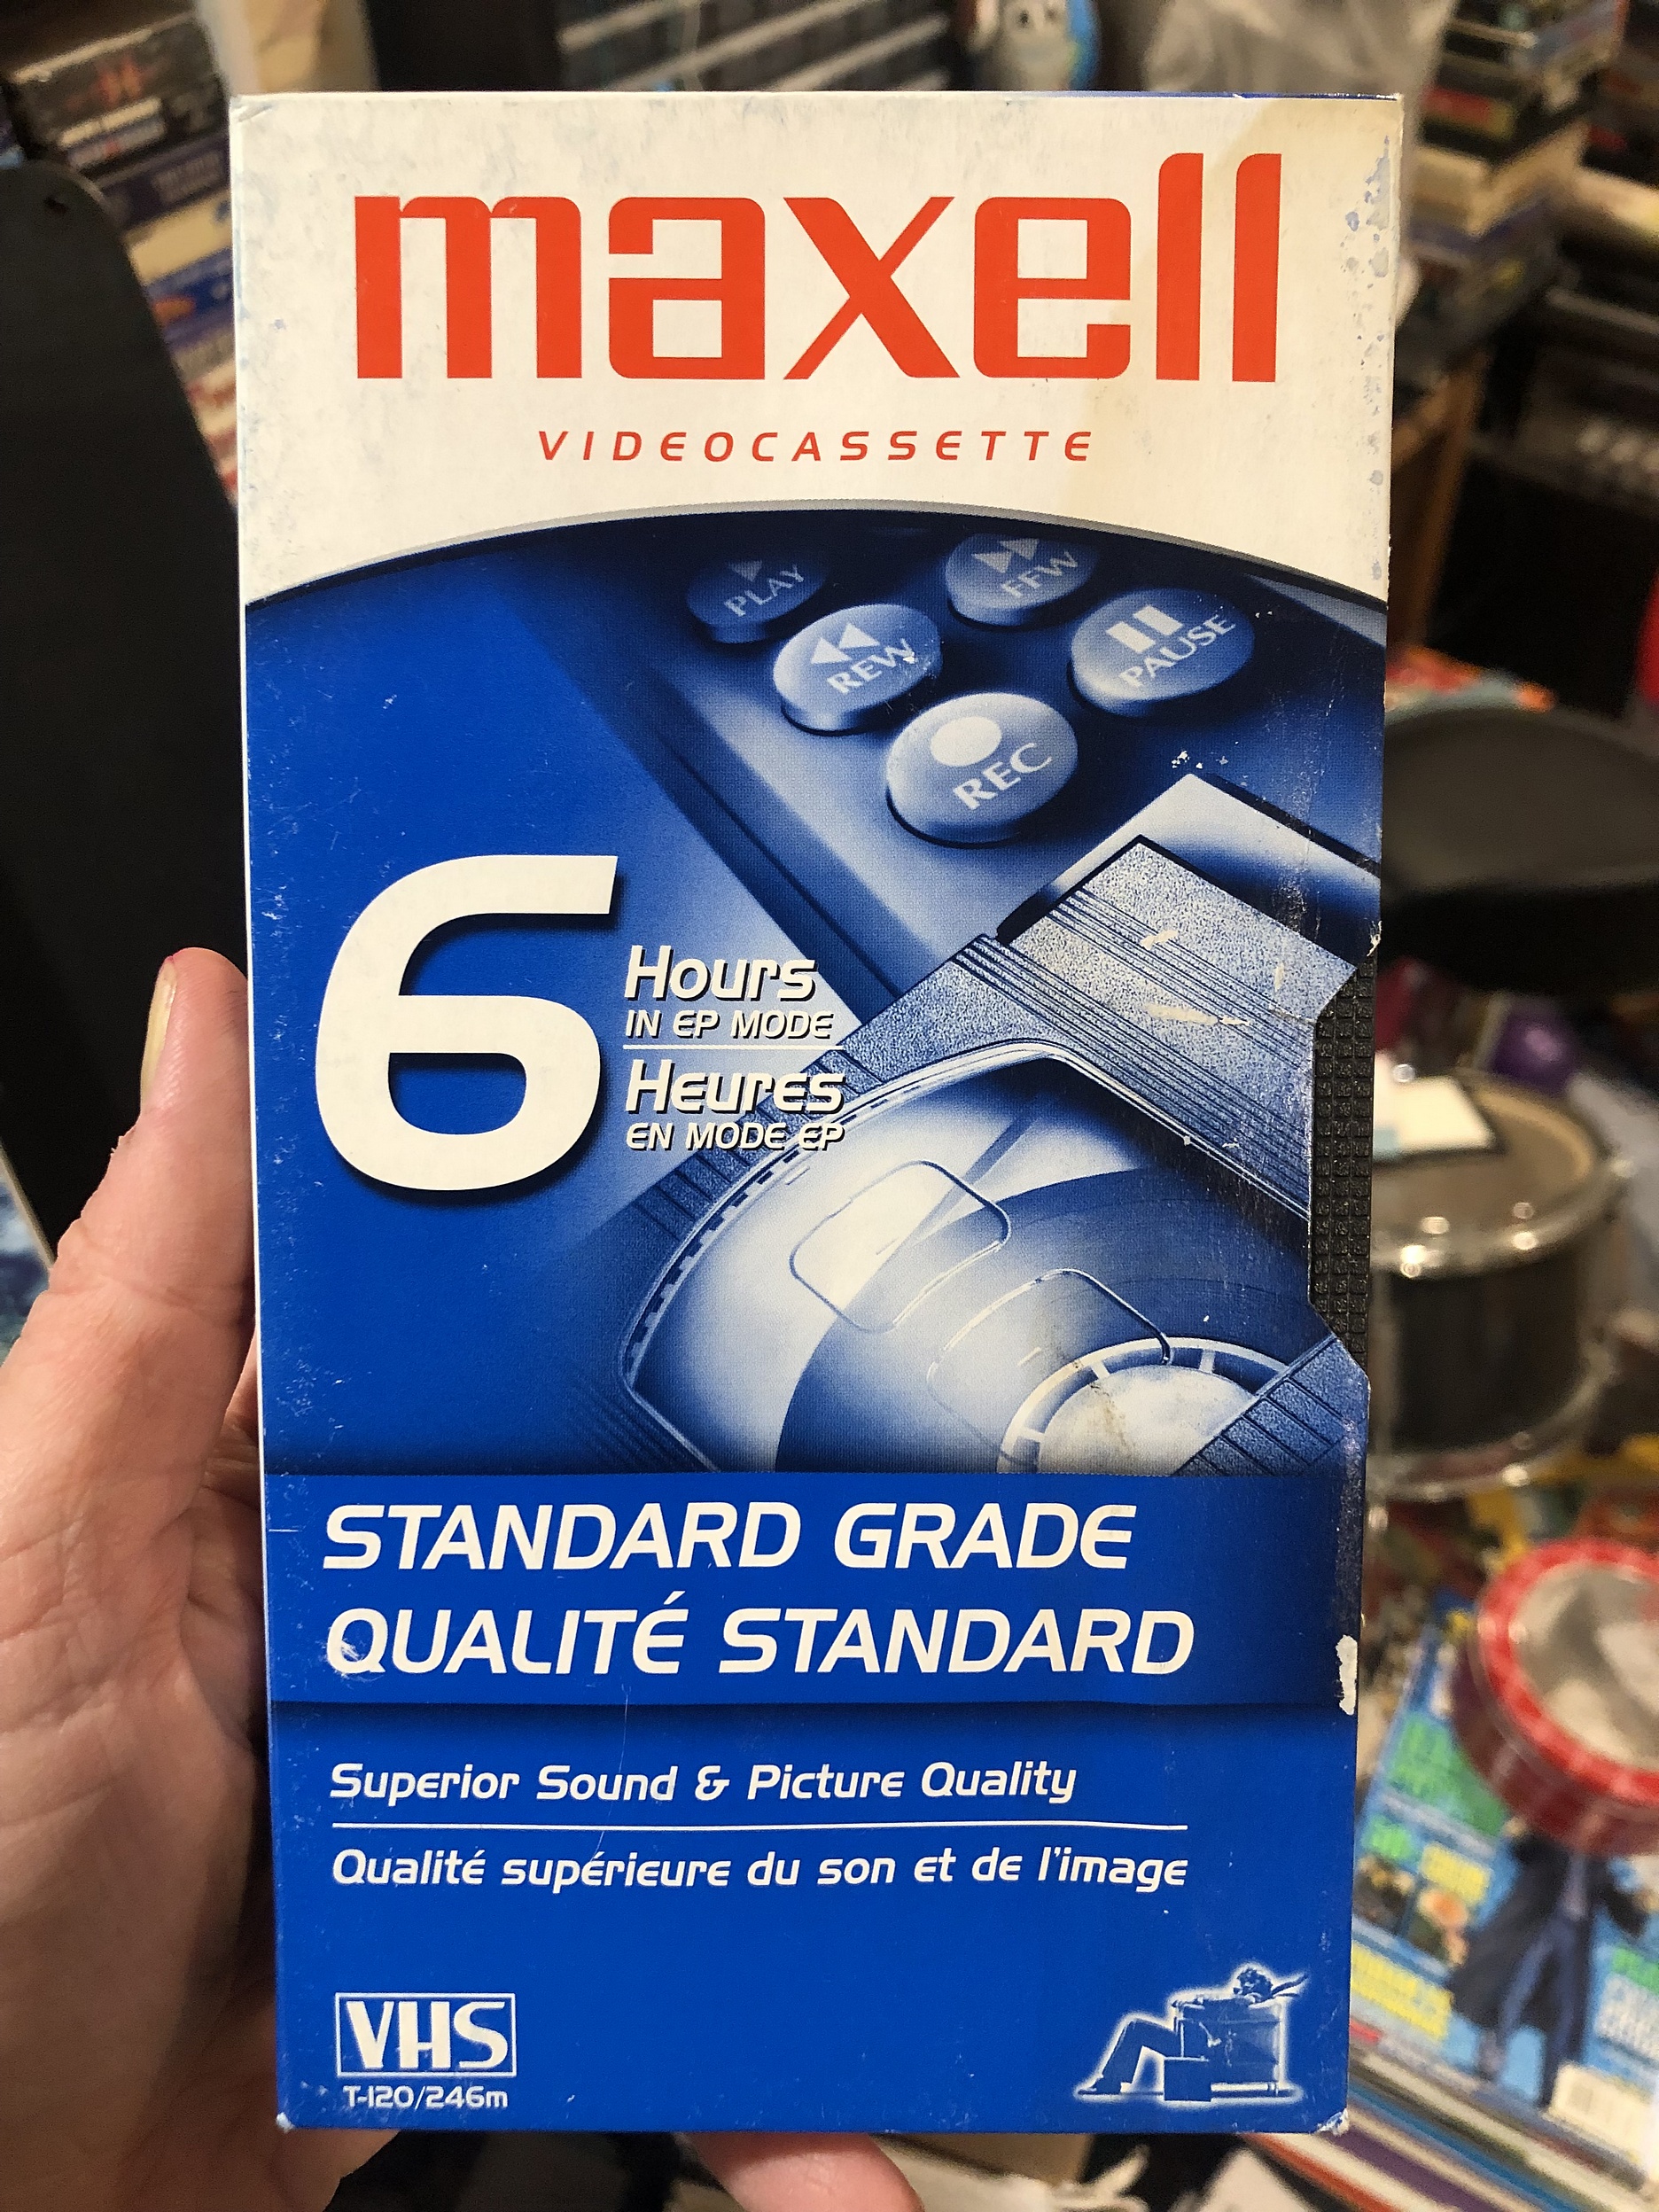 maxell
VIDEOCASSETTE
PLAY
FFW
REW
PAUSE
REC
6
Hours
IN EP MODE
Heures
EN MODE EP
STANDARD GRADE
QUALITÉ STANDARD
Superior Sound & Picture Quality
Qualité supérieure du son et de l'image
VHS
T-120/246m